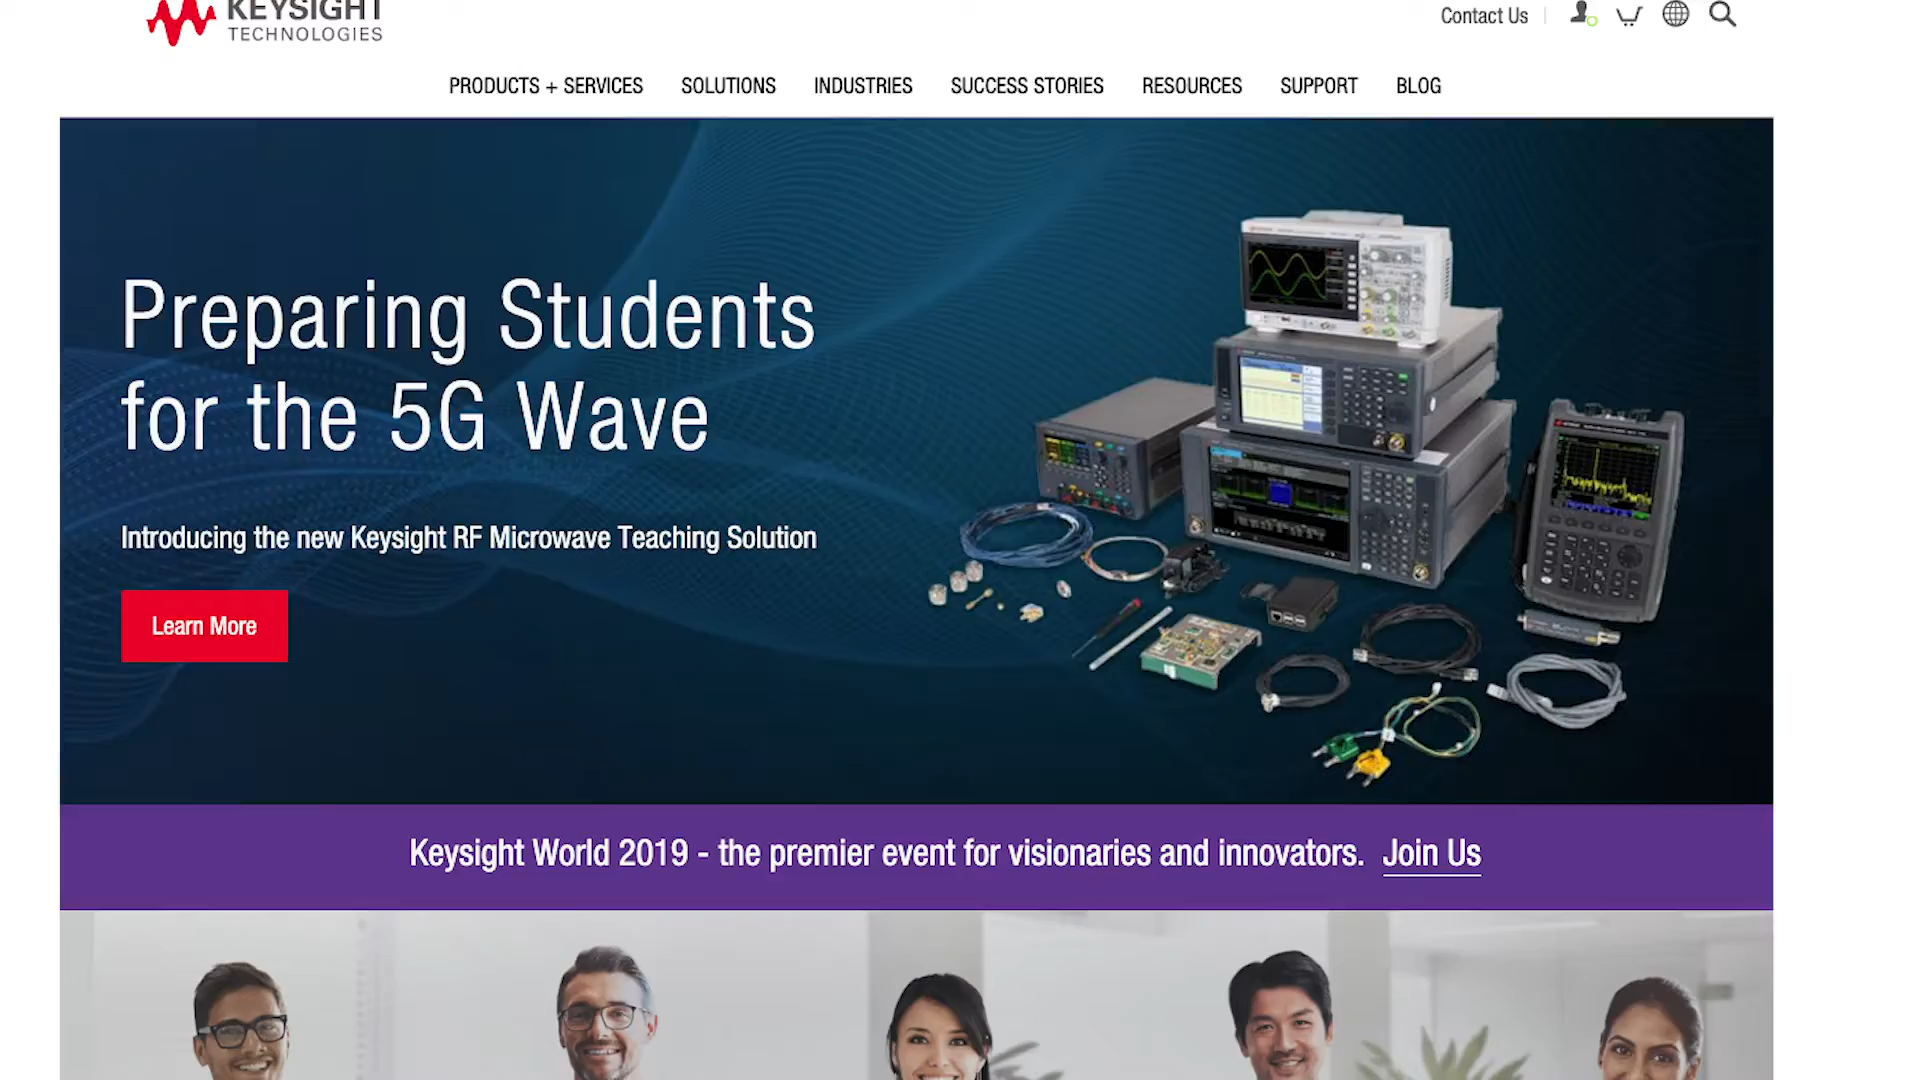 KEYSIGHT
TECHNOLOGIES
Contact Us
PRODUCTS + SERVICES SOLUTIONS INDUSTRIES SUCCESS STORIES RESOURCES SUPPORT BLOG
Preparing Students
for the 5G Wave
Introducing the new Keysight RF Microwave Teaching Solution
Learn More
Keysight World 2019 - the premier event for visionaries and innovators. Join Us